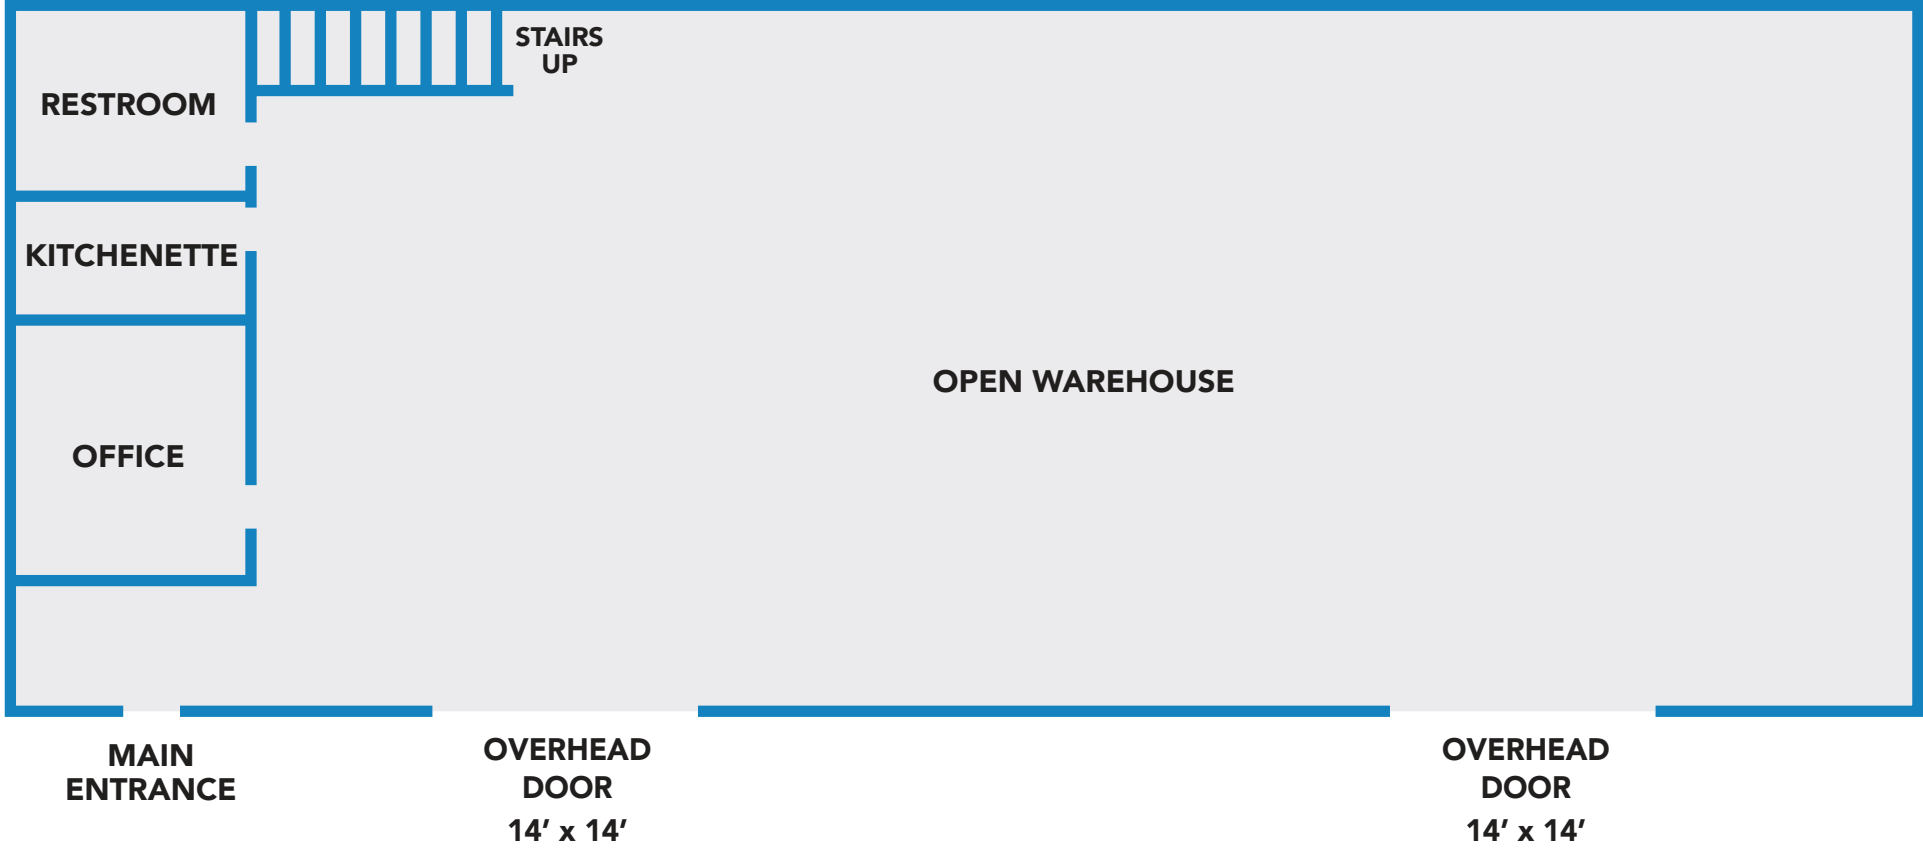 STAIRS
UP
RESTROOM
KITCHENETTE
OPEN WAREHOUSE
OFFICE
MAIN
ENTRANCE
OVERHEAD
DOOR
14’ x 14’
OVERHEAD
DOOR
14’ x 14’